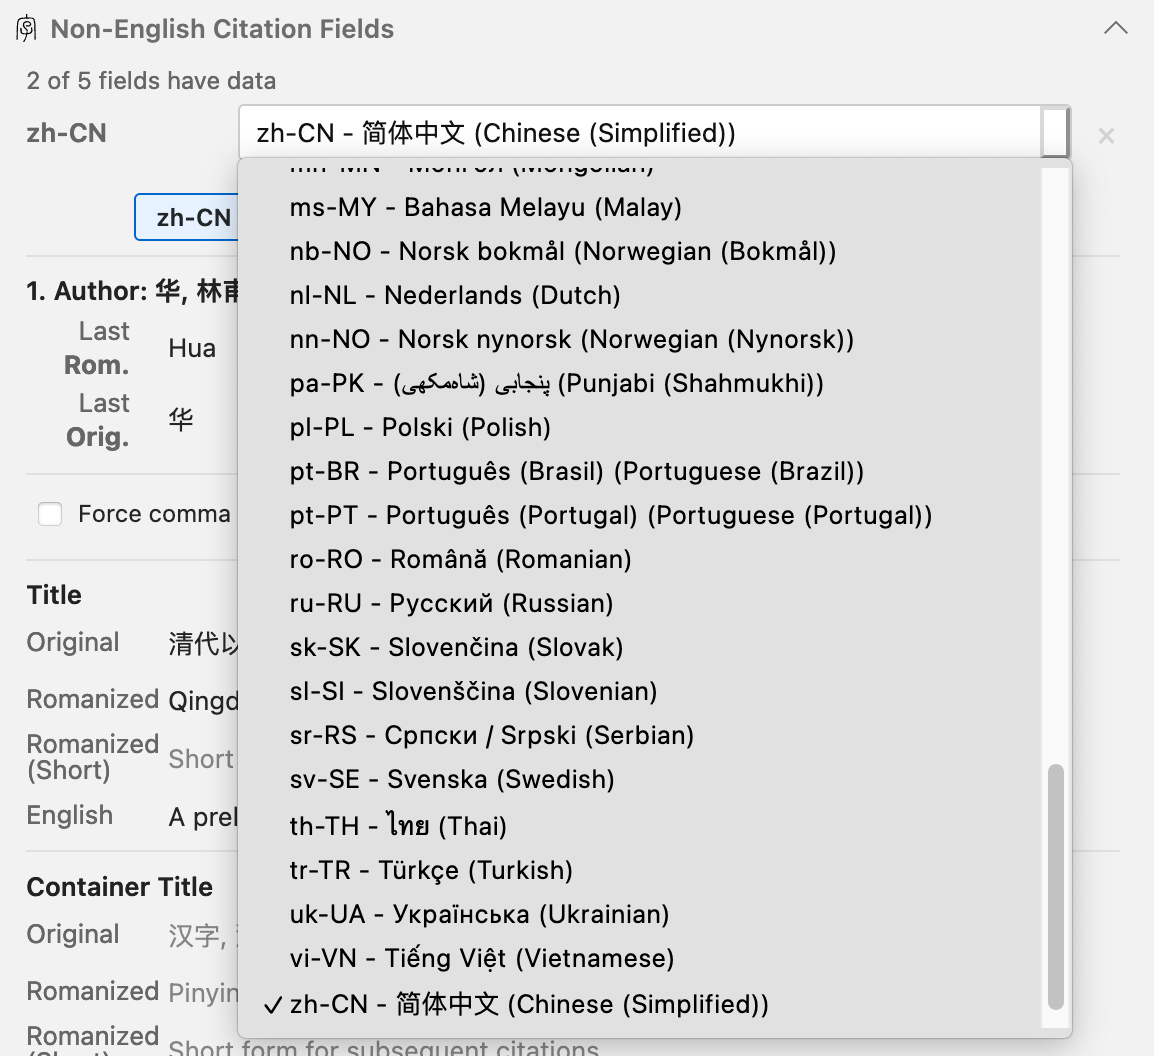 Non-English Citation Fields
2 of 5 fields have data
zh-CN
zh-CN - 简体中文 (Chinese (Simplified))
mn-MN - Монгол (Mongolian)
ms-MY - Bahasa Melayu (Malay)
zh-CN
nb-NO - Norsk bokmål (Norwegian (Bokmål))
nl-NL - Nederlands (Dutch)
nn-NO - Norsk nynorsk (Norwegian (Nynorsk))
pa-PK - پنجابی (شاہمکھی) (Punjabi (Shahmukhi))
pl-PL - Polski (Polish)
pt-BR - Português (Brasil) (Portuguese (Brazil))
pt-PT - Português (Portugal) (Portuguese (Portugal))
ro-RO - Română (Romanian)
ru-RU - Русский (Russian)
sk-SK - Slovenčina (Slovak)
sl-SI - Slovenščina (Slovenian)
sr-RS - Српски / Srpski (Serbian)
sv-SE - Svenska (Swedish)
th-TH - ไทย (Thai)
tr-TR - Türkçe (Turkish)
uk-UA - Українська (Ukrainian)
vi-VN - Tiếng Việt (Vietnamese)
✓ zh-CN - 简体中文 (Chinese (Simplified))
1. Author: 华, 林甫
Last Rom.
Hua
Last Orig.
华
Force comma
Title
Original
清代以
Romanized
Qingd
Romanized (Short)
Short
English
A prel
Container Title
Original
汉字,
Romanized
Pinyin
Romanized
Short form for subsequent citations